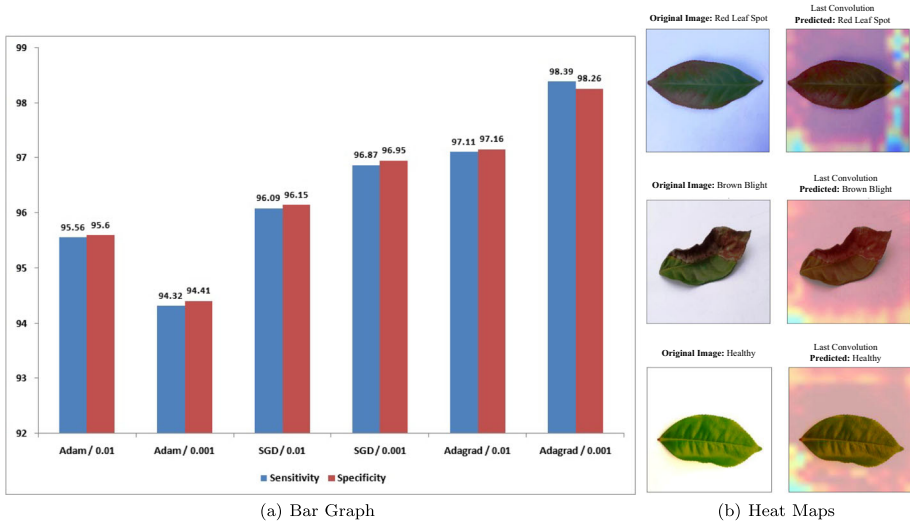 99
98
97
96
95
94
93
92
95.56
95.6
94.32
94.41
96.09
96.15
96.87
96.95
97.11
97.16
98.39
98.26
Adam / 0.01
Adam / 0.001
SGD / 0.01
SGD / 0.001
Adagrad / 0.01
Adagrad / 0.001
Sensitivity
Specificity
(a) Bar Graph
Original Image: Red Leaf Spot
Last Convolution
Predicted: Red Leaf Spot
Original Image: Brown Blight
Last Convolution
Predicted: Brown Blight
Original Image: Healthy
Last Convolution
Predicted: Healthy
(b) Heat Maps